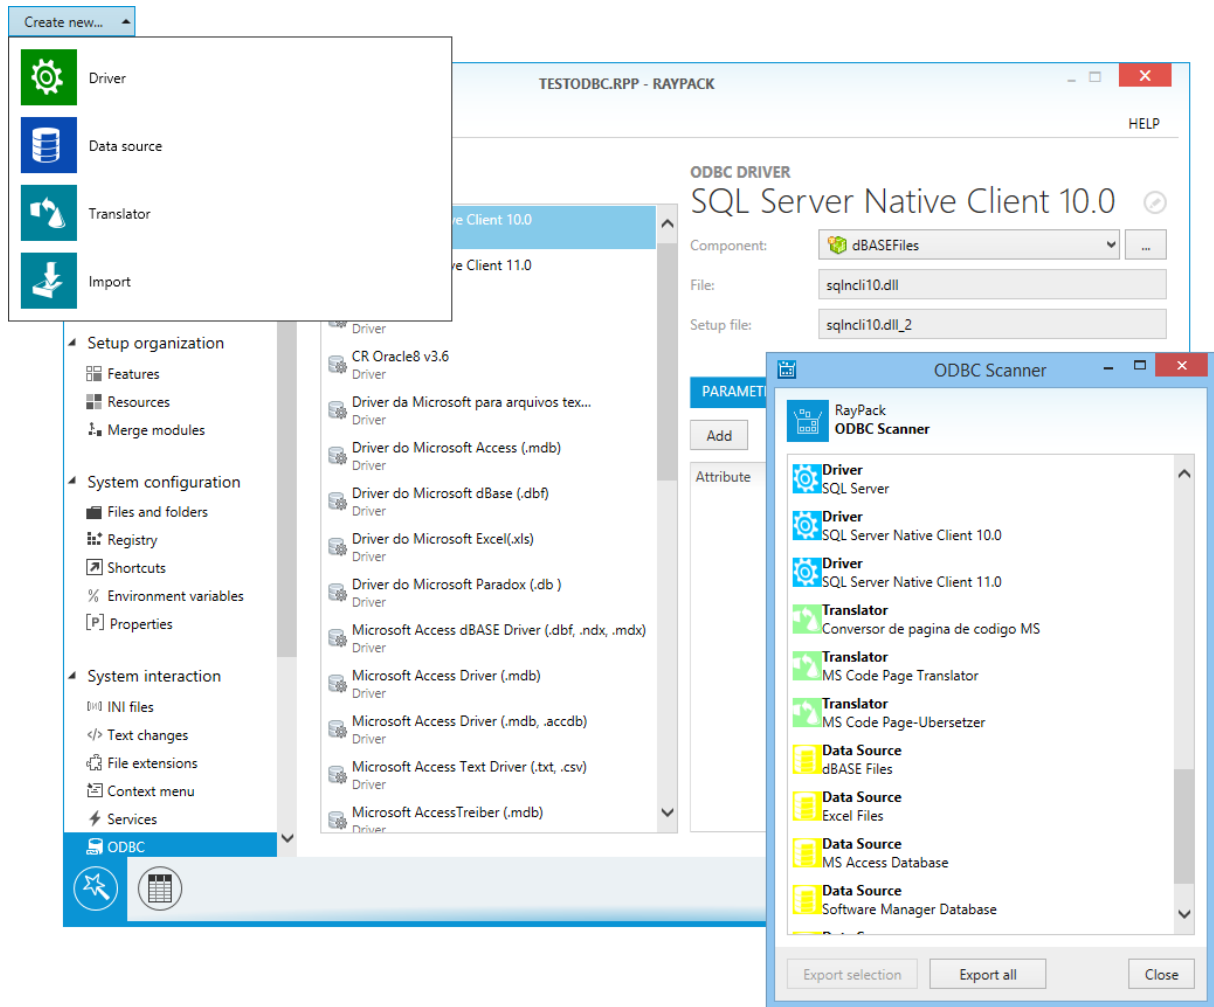 Create new...
Driver
Data source
Translator
Import
TESTODBC.RPP - RAYPACK
HELP
Client 10.0
Client 11.0
Driver
CR Oracle8 v3.6
Driver
Driver da Microsoft para arquivos tex...
Driver
Driver do Microsoft Access (.mdb)
Driver
Driver do Microsoft dBase (.dbf)
Driver
Driver do Microsoft Excel(.xls)
Driver
Driver do Microsoft Paradox (.db )
Driver
Microsoft Access dBASE Driver (.dbf, .ndx, .mdx)
Driver
Microsoft Access Driver (.mdb)
Driver
Microsoft Access Driver (.mdb, .accdb)
Driver
Microsoft Access Text Driver (.txt, .csv)
Driver
Microsoft AccessTreiber (.mdb)
Driver
Setup organization
Features
Resources
Merge modules
System configuration
Files and folders
Registry
Shortcuts
% Environment variables
[P] Properties
System interaction
INI files
</> Text changes
File extensions
Context menu
Services
ODBC
ODBC DRIVER
SQL Server Native Client 10.0
Component:
dBASEFiles
...
File:
sqlncli10.dll
Setup file:
sqlncli10.dll_2
Add
Attribute
ODBC Scanner
RayPack
ODBC Scanner
Driver
SQL Server
Driver
SQL Server Native Client 10.0
Driver
SQL Server Native Client 11.0
Translator
Conversor de pagina de codigo MS
Translator
MS Code Page Translator
Translator
MS Code Page-Ubersetzer
Data Source
dBASE Files
Data Source
Excel Files
Data Source
MS Access Database
Data Source
Software Manager Database
Export selection
Export all
Close